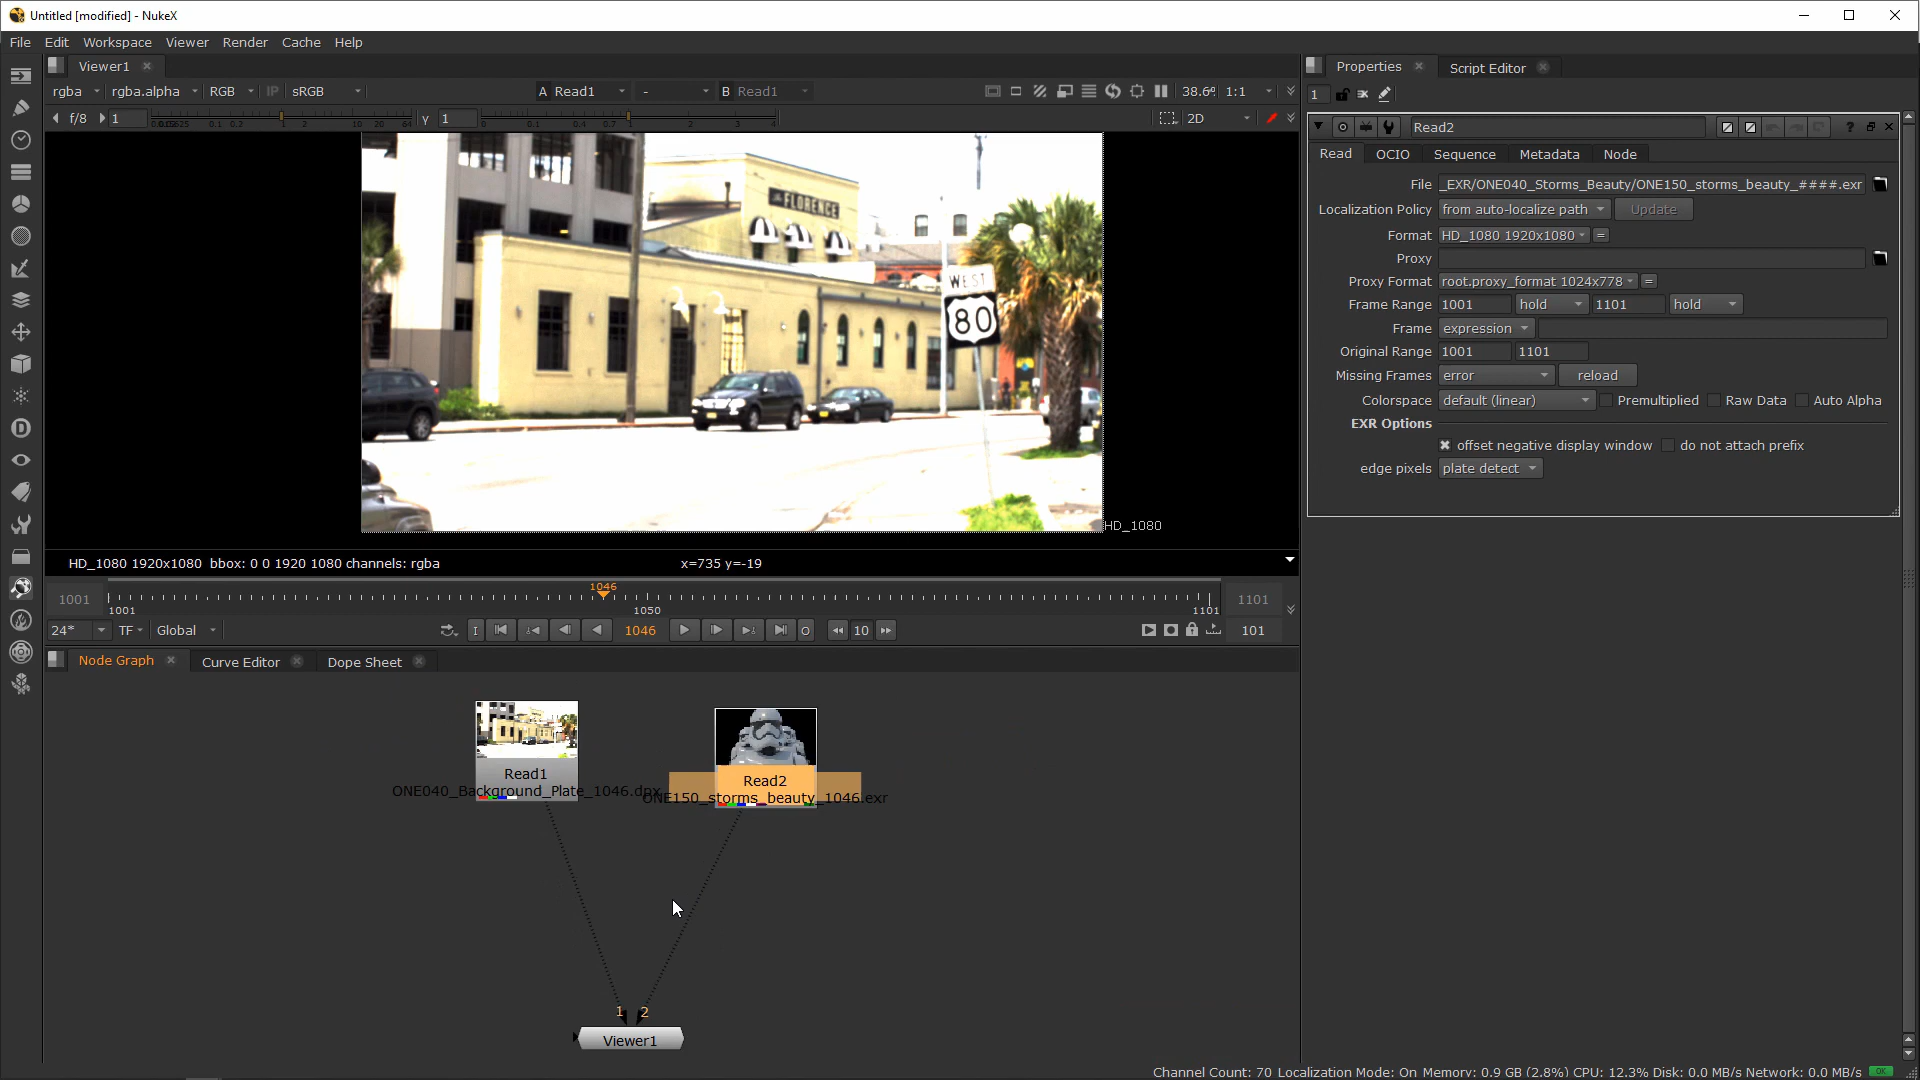 Untitled [modified] - NukeX
File Edit Workspace Viewer Render Cache Help
Viewer1
rgba rgba.alpha RGB IP sRGB A Read1 - B Read1 38.6% 1:1
f/8 1 Y 1 2D
FLORENCE
WEST
80
HD_1080
HD_1080 1920x1080 bbox: 0 0 1920 1080 channels: rgba x=735 y=-19
1046
1001 1001 1050 1101 1101
24* TF Global I 1046 O 10 101
Node Graph Curve Editor Dope Sheet
Read1
ONE040_Background_Plate_1046.dpx
Read2
ONE150_storms_beauty_1046.exr
1 2
Viewer1
Properties Script Editor
1
Read2 ?
Read OCIO Sequence Metadata Node
File _EXR/ONE040_Storms_Beauty/ONE150_storms_beauty_####.exr
Localization Policy from auto-localize path Update
Format HD_1080 1920x1080 =
Proxy
Proxy Format root.proxy_format 1024x778 =
Frame Range 1001 hold 1101 hold
Frame expression
Original Range 1001 1101
Missing Frames error reload
Colorspace default (linear) Premultiplied Raw Data Auto Alpha
EXR Options
offset negative display window do not attach prefix
edge pixels plate detect
Channel Count: 70 Localization Mode: On Memory: 0.9 GB (2.8%) CPU: 12.3% Disk: 0.0 MB/s Network: 0.0 MB/s OK